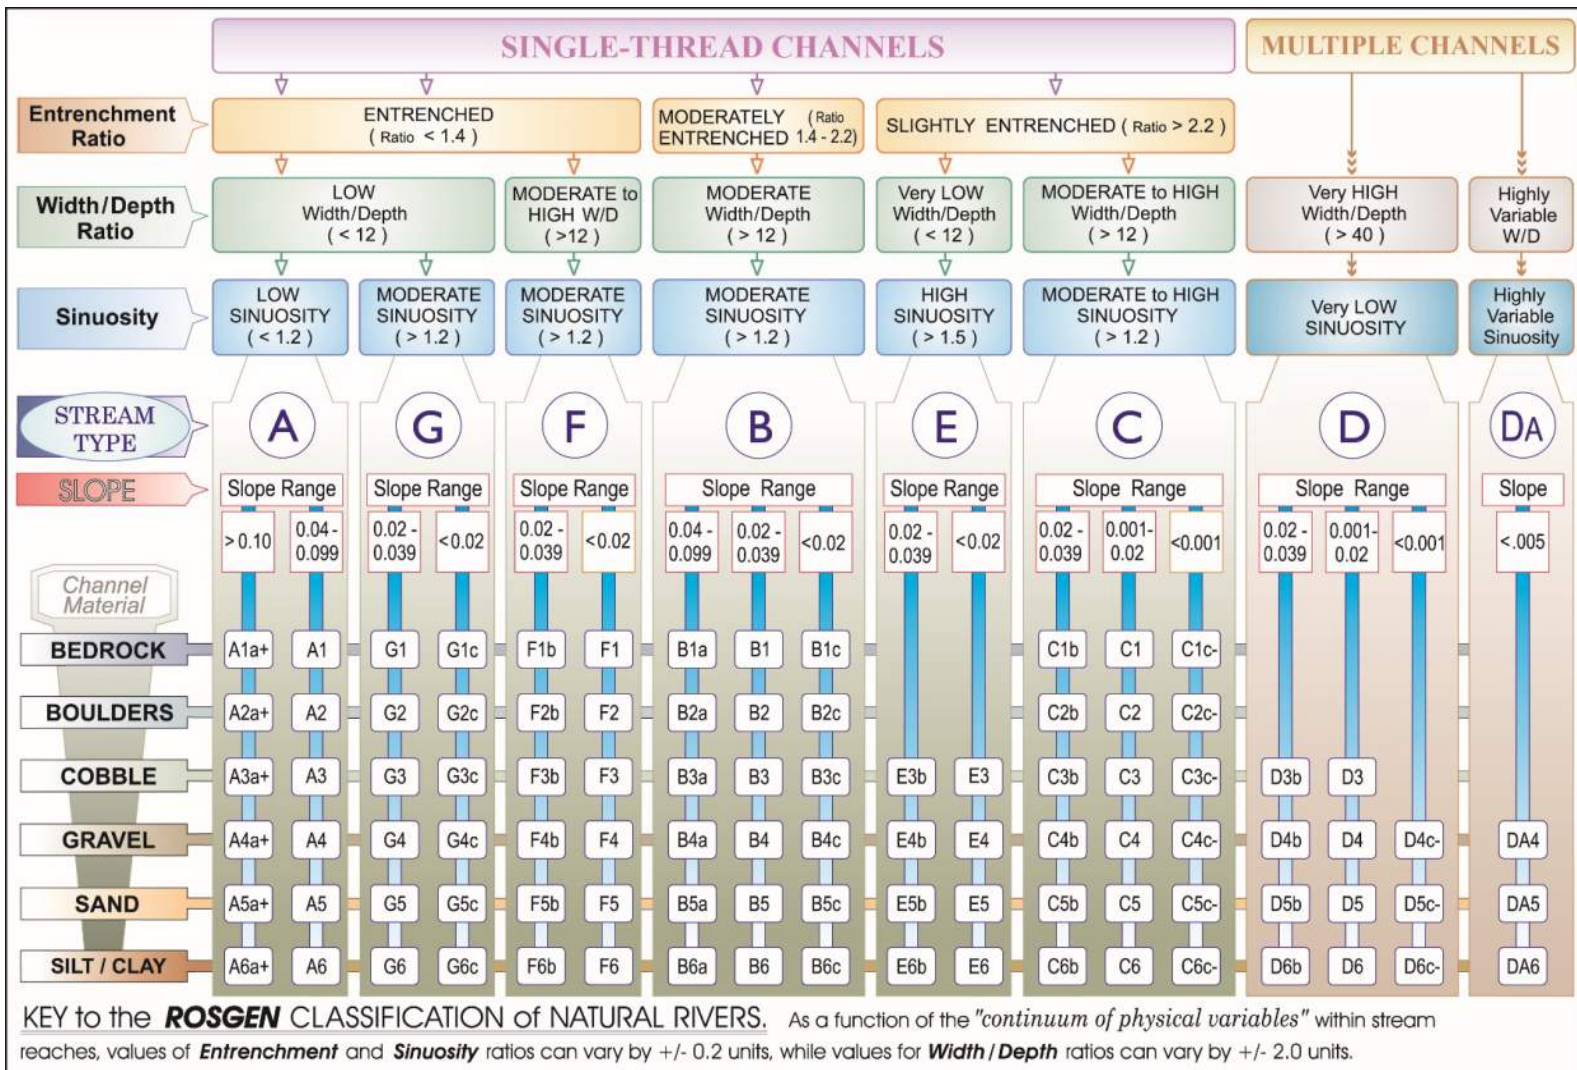 SINGLE-THREAD CHANNELS
MULTIPLE CHANNELS
Entrenchment
Ratio
ENTRENCHED
( Ratio < 1.4 )
MODERATELY ( Ratio
ENTRENCHED 1.4 - 2.2)
SLIGHTLY ENTRENCHED ( Ratio > 2.2 )
Width/Depth
Ratio
LOW
Width/Depth
( < 12 )
MODERATE to
HIGH W/D
( >12 )
MODERATE
Width/Depth
( > 12 )
Very LOW
Width/Depth
( <12 )
MODERATE to HIGH
Width/Depth
( > 12 )
Very HIGH
Width/Depth
( > 40 )
Highly
Variable
W/D
Sinuosity
LOW
SINUOSITY
( < 1.2 )
MODERATE
SINUOSITY
( > 1.2 )
MODERATE
SINUOSITY
( > 1.2 )
MODERATE
SINUOSITY
( > 1.2 )
HIGH
SINUOSITY
( > 1.5 )
MODERATE to HIGH
SINUOSITY
( > 1.2 )
Very LOW
SINUOSITY
Highly
Variable
Sinuosity
STREAM
TYPE
A G F B E C D DA
SLOPE
Slope Range Slope Range Slope Range Slope Range Slope Range Slope Range Slope Range Slope
> 0.10
0.04 -
0.099
0.02 -
0.039
<0.02
0.02 -
0.039
<0.02
0.04 -
0.099
0.02 -
0.039
<0.02
0.02 -
0.039
<0.02
0.02 -
0.039
0.001-
0.02
<0.001
0.02 -
0.039
0.001-
0.02
<0.001
<.005
Channel
Material
BEDROCK A1a+ A1 G1 G1c F1b F1 B1a B1 B1c C1b C1 C1c-
BOULDERS A2a+ A2 G2 G2c F2b F2 B2a B2 B2c C2b C2 C2c-
COBBLE A3a+ A3 G3 G3c F3b F3 B3a B3 B3c E3b E3 C3b C3 C3c- D3b D3
GRAVEL A4a+ A4 G4 G4c F4b F4 B4a B4 B4c E4b E4 C4b C4 C4c- D4b D4 D4c- DA4
SAND A5a+ A5 G5 G5c F5b F5 B5a B5 B5c E5b E5 C5b C5 C5c- D5b D5 D5c- DA5
SILT / CLAY A6a+ A6 G6 G6c F6b F6 B6a B6 B6c E6b E6 C6b C6 C6c- D6b D6 D6c- DA6
KEY to the ROSGEN CLASSIFICATION of NATURAL RIVERS. As a function of the "continuum of physical variables" within stream
reaches, values of Entrenchment and Sinuosity ratios can vary by +/- 0.2 units, while values for Width / Depth ratios can vary by +/- 2.0 units.